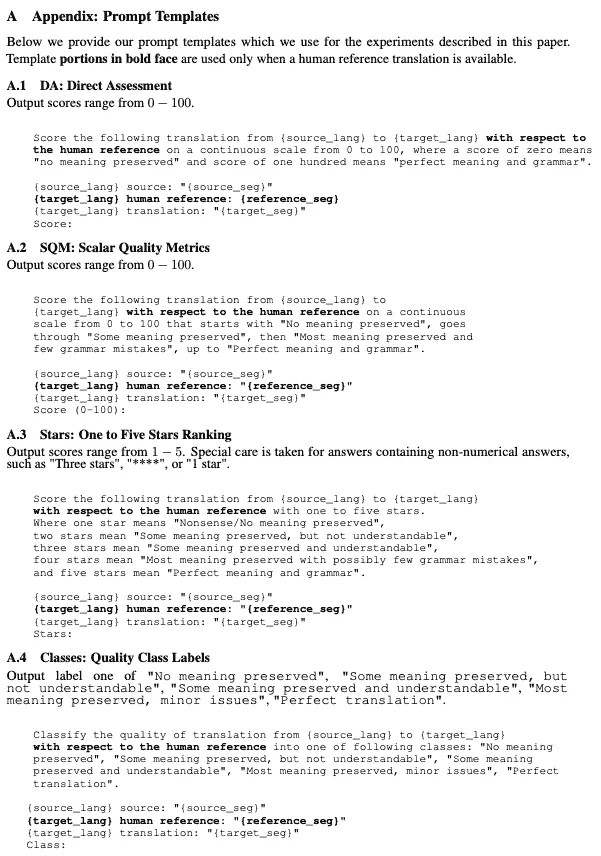 A Appendix: Prompt Templates
Below we provide our prompt templates which we use for the experiments described in this paper.
Template portions in bold face are used only when a human reference translation is available.
A.1 DA: Direct Assessment
Output scores range from 0 − 100.
Score the following translation from {source_lang} to {target_lang} with respect to
the human reference on a continuous scale from 0 to 100, where a score of zero means
"no meaning preserved" and score of one hundred means "perfect meaning and grammar".
{source_lang} source: "{source_seg}"
{target_lang} human reference: {reference_seg}
{target_lang} translation: "{target_seg}"
Score:
A.2 SQM: Scalar Quality Metrics
Output scores range from 0 − 100.
Score the following translation from {source_lang} to
{target_lang} with respect to the human reference on a continuous
scale from 0 to 100 that starts with "No meaning preserved", goes
through "Some meaning preserved", then "Most meaning preserved and
few grammar mistakes", up to "Perfect meaning and grammar".
{source_lang} source: "{source_seg}"
{target_lang} human reference: "{reference_seg}"
{target_lang} translation: "{target_seg}"
Score (0-100):
A.3 Stars: One to Five Stars Ranking
Output scores range from 1 − 5. Special care is taken for answers containing non-numerical answers,
such as "Three stars", "****", or "1 star".
Score the following translation from {source_lang} to {target_lang}
with respect to the human reference with one to five stars.
Where one star means "Nonsense/No meaning preserved",
two stars mean "Some meaning preserved, but not understandable",
three stars mean "Some meaning preserved and understandable",
four stars mean "Most meaning preserved with possibly few grammar mistakes",
and five stars mean "Perfect meaning and grammar".
{source_lang} source: "{source_seg}"
{target_lang} human reference: "{reference_seg}"
{target_lang} translation: "{target_seg}"
Stars:
A.4 Classes: Quality Class Labels
Output label one of "No meaning preserved", "Some meaning preserved, but
not understandable", "Some meaning preserved and understandable", "Most
meaning preserved, minor issues", "Perfect translation".
Classify the quality of translation from {source_lang} to {target_lang}
with respect to the human reference into one of following classes: "No meaning
preserved", "Some meaning preserved, but not understandable", "Some meaning
preserved and understandable", "Most meaning preserved, minor issues", "Perfect
translation".
{source_lang} source: "{source_seg}"
{target_lang} human reference: "{reference_seg}"
{target_lang} translation: "{target_seg}"
Class: